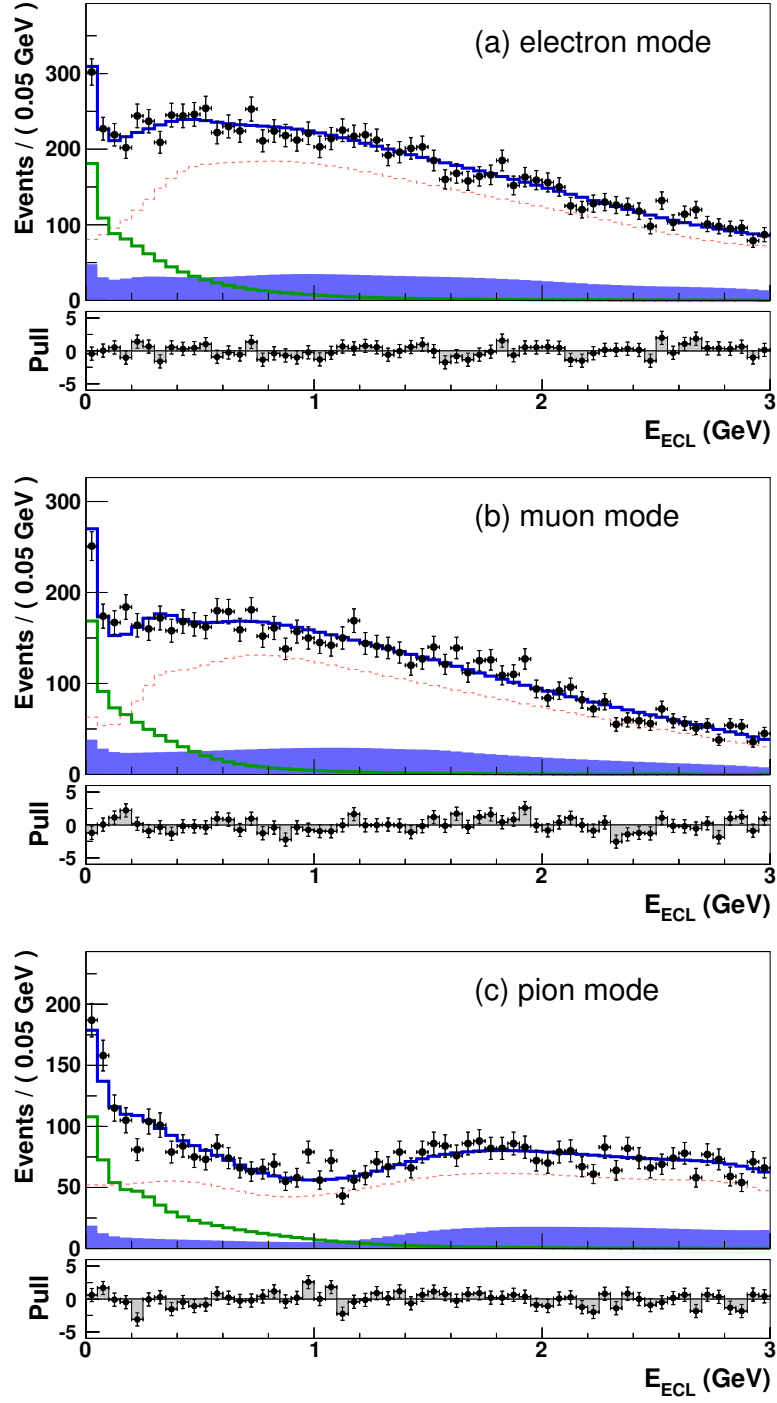 (a) electron mode
Events / ( 0.05 GeV )
300
200
100
0
Pull
5
0
-5
0 1 2 3
E_ECL (GeV)
(b) muon mode
Events / ( 0.05 GeV )
300
200
100
0
Pull
5
0
-5
0 1 2 3
E_ECL (GeV)
(c) pion mode
Events / ( 0.05 GeV )
200
150
100
50
0
Pull
5
0
-5
0 1 2 3
E_ECL (GeV)